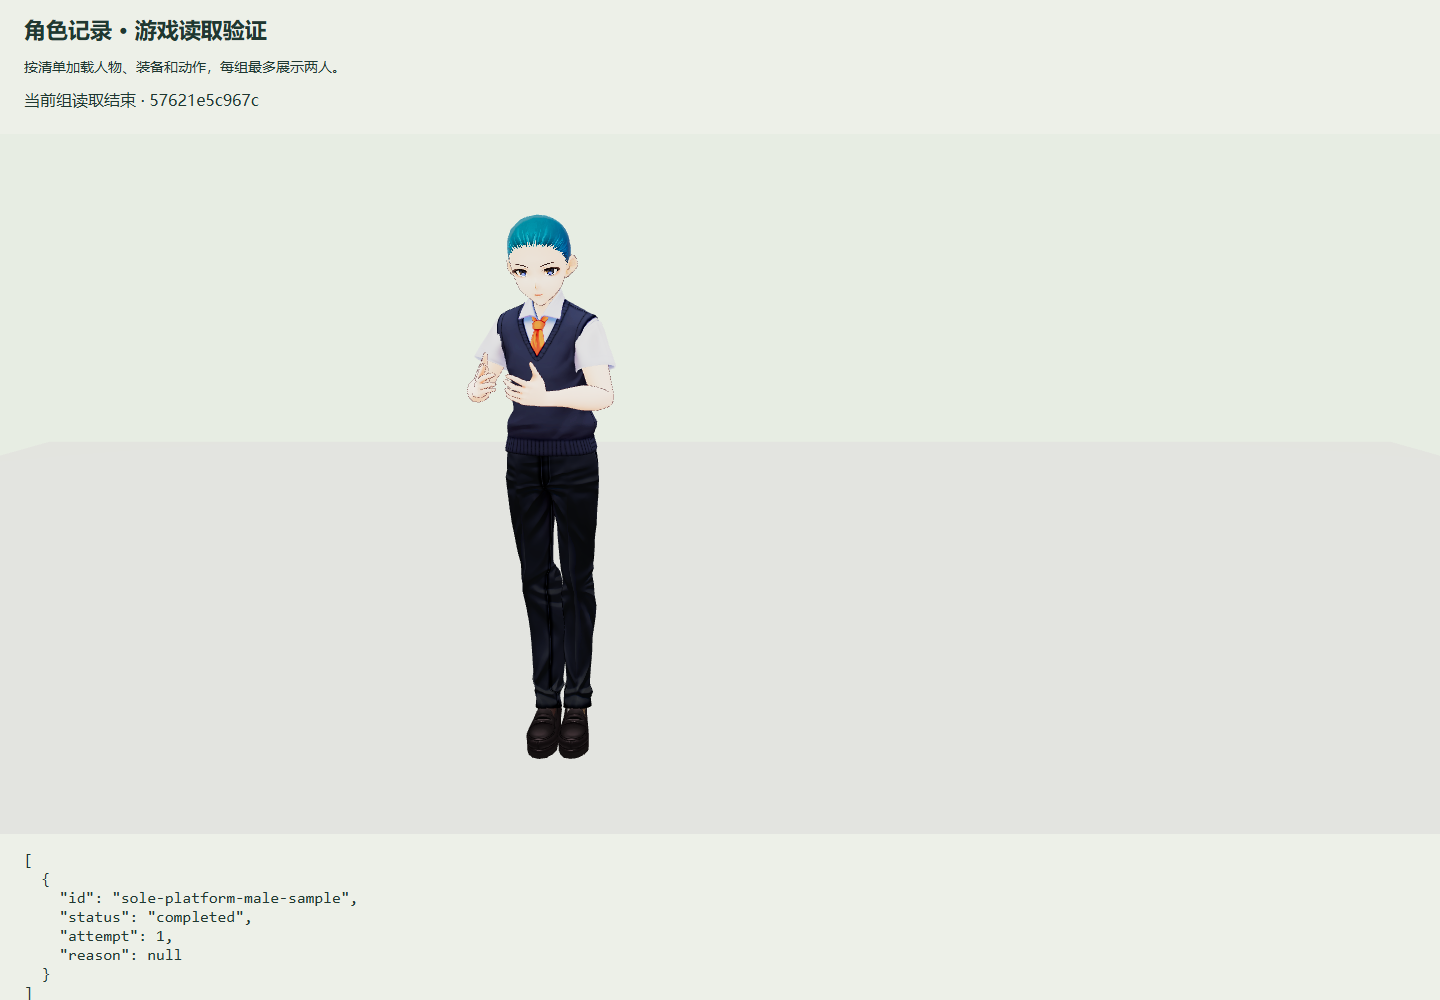 角色记录 • 游戏读取验证
按清单加载人物、装备和动作，每组最多展示两人。
当前组读取结束 · 57621e5c967c
[
  {
    "id": "sole-platform-male-sample",
    "status": "completed",
    "attempt": 1,
    "reason": null
  }
]